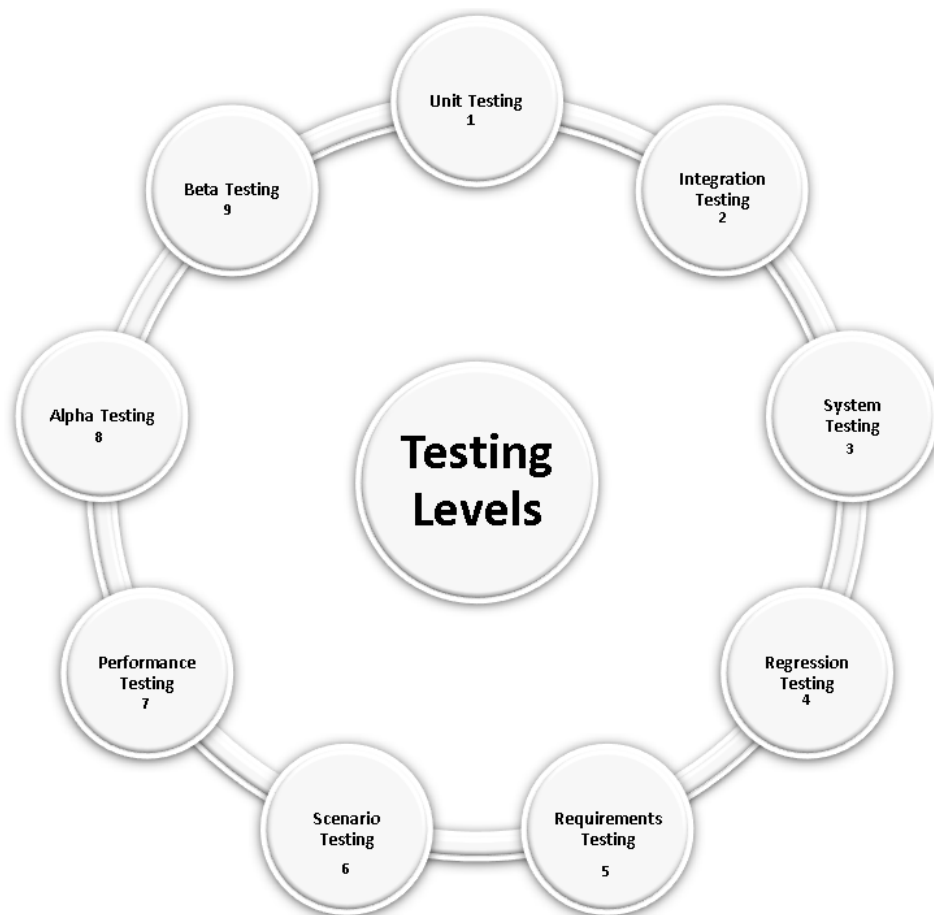 Testing
Levels
Unit Testing
1
Integration
Testing
2
System
Testing
3
Regression
Testing
4
Requirements
Testing
5
Scenario
Testing
6
Performance
Testing
7
Alpha Testing
8
Beta Testing
9